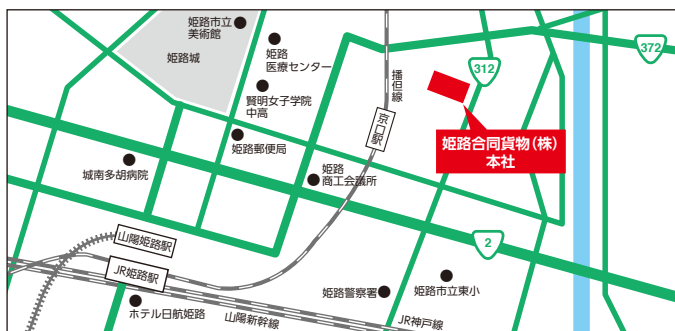 姫路市立
美術館
姫路城
姫路
医療センター
賢明女子学院
中高
姫路郵便局
城南多胡病院
姫路
商工会議所
播但線
京口駅
312
372
姫路合同貨物(株)
本社
2
山陽姫路駅
JR姫路駅
ホテル日航姫路
山陽新幹線
姫路警察署
姫路市立東小
JR神戸線